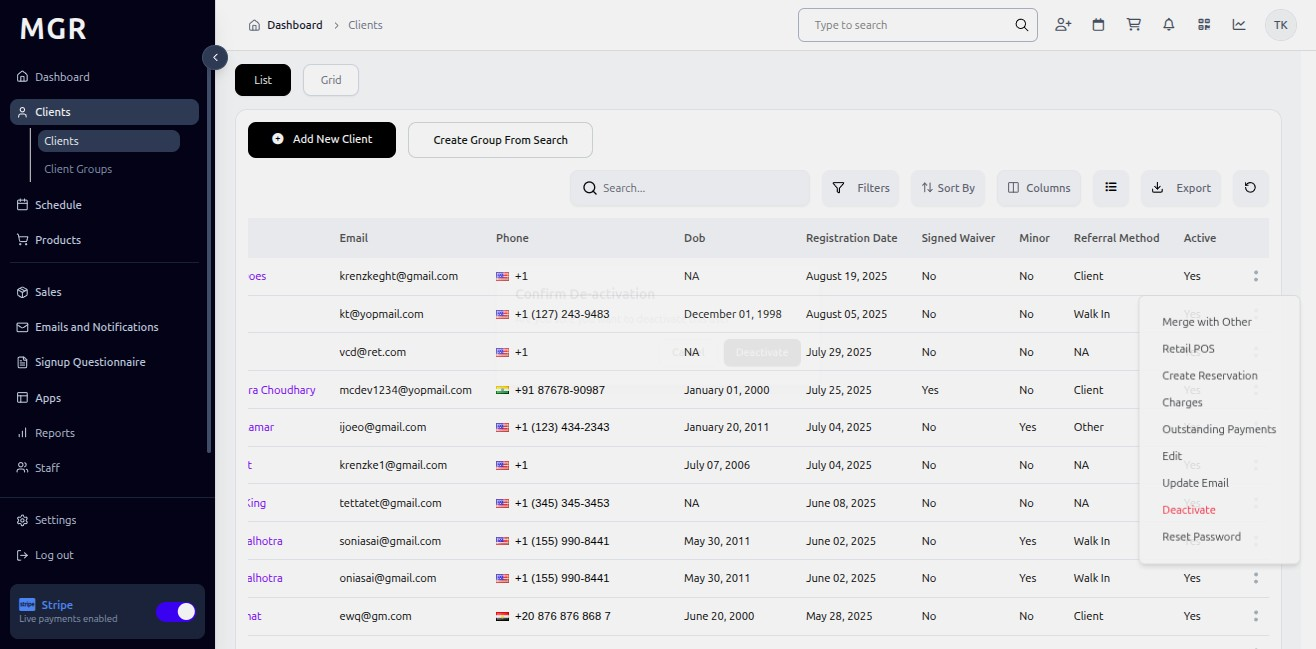 MGR
Dashboard
Clients
Clients
Client Groups
Schedule
Products
Sales
Emails and Notifications
Signup Questionnaire
Apps
Reports
Staff
Settings
Log out
stripe Stripe
Live payments enabled
Dashboard > Clients
Type to search
TK
List Grid
Add New Client Create Group From Search
Search... Filters Sort By Columns Export
Email Phone Dob Registration Date Signed Waiver Minor Referral Method Active
oes krenzkeght@gmail.com +1 NA August 19, 2025 No No Client Yes
Confirm De-activation
kt@yopmail.com +1 (127) 243-9483 December 01, 1998 August 05, 2025 No No Walk In
vcd@ret.com +1 NA July 29, 2025 No No NA
Deactivate
ra Choudhary mcdev1234@yopmail.com +91 87678-90987 January 01, 2000 July 25, 2025 Yes No Client
amar ijoeo@gmail.com +1 (123) 434-2343 January 20, 2011 July 04, 2025 No Yes Other
t krenzke1@gmail.com +1 July 07, 2006 July 04, 2025 No No NA Yes
King tettatet@gmail.com +1 (345) 345-3453 NA June 08, 2025 No No NA Yes
alhotra soniasai@gmail.com +1 (155) 990-8441 May 30, 2011 June 02, 2025 No Yes Walk In
alhotra oniasai@gmail.com +1 (155) 990-8441 May 30, 2011 June 02, 2025 No Yes Walk In Yes
nat ewq@gm.com +20 876 876 868 7 June 20, 2000 May 28, 2025 No No Client Yes
Merge with Other
Retail POS
Create Reservation
Charges
Outstanding Payments
Edit
Update Email
Deactivate
Reset Password